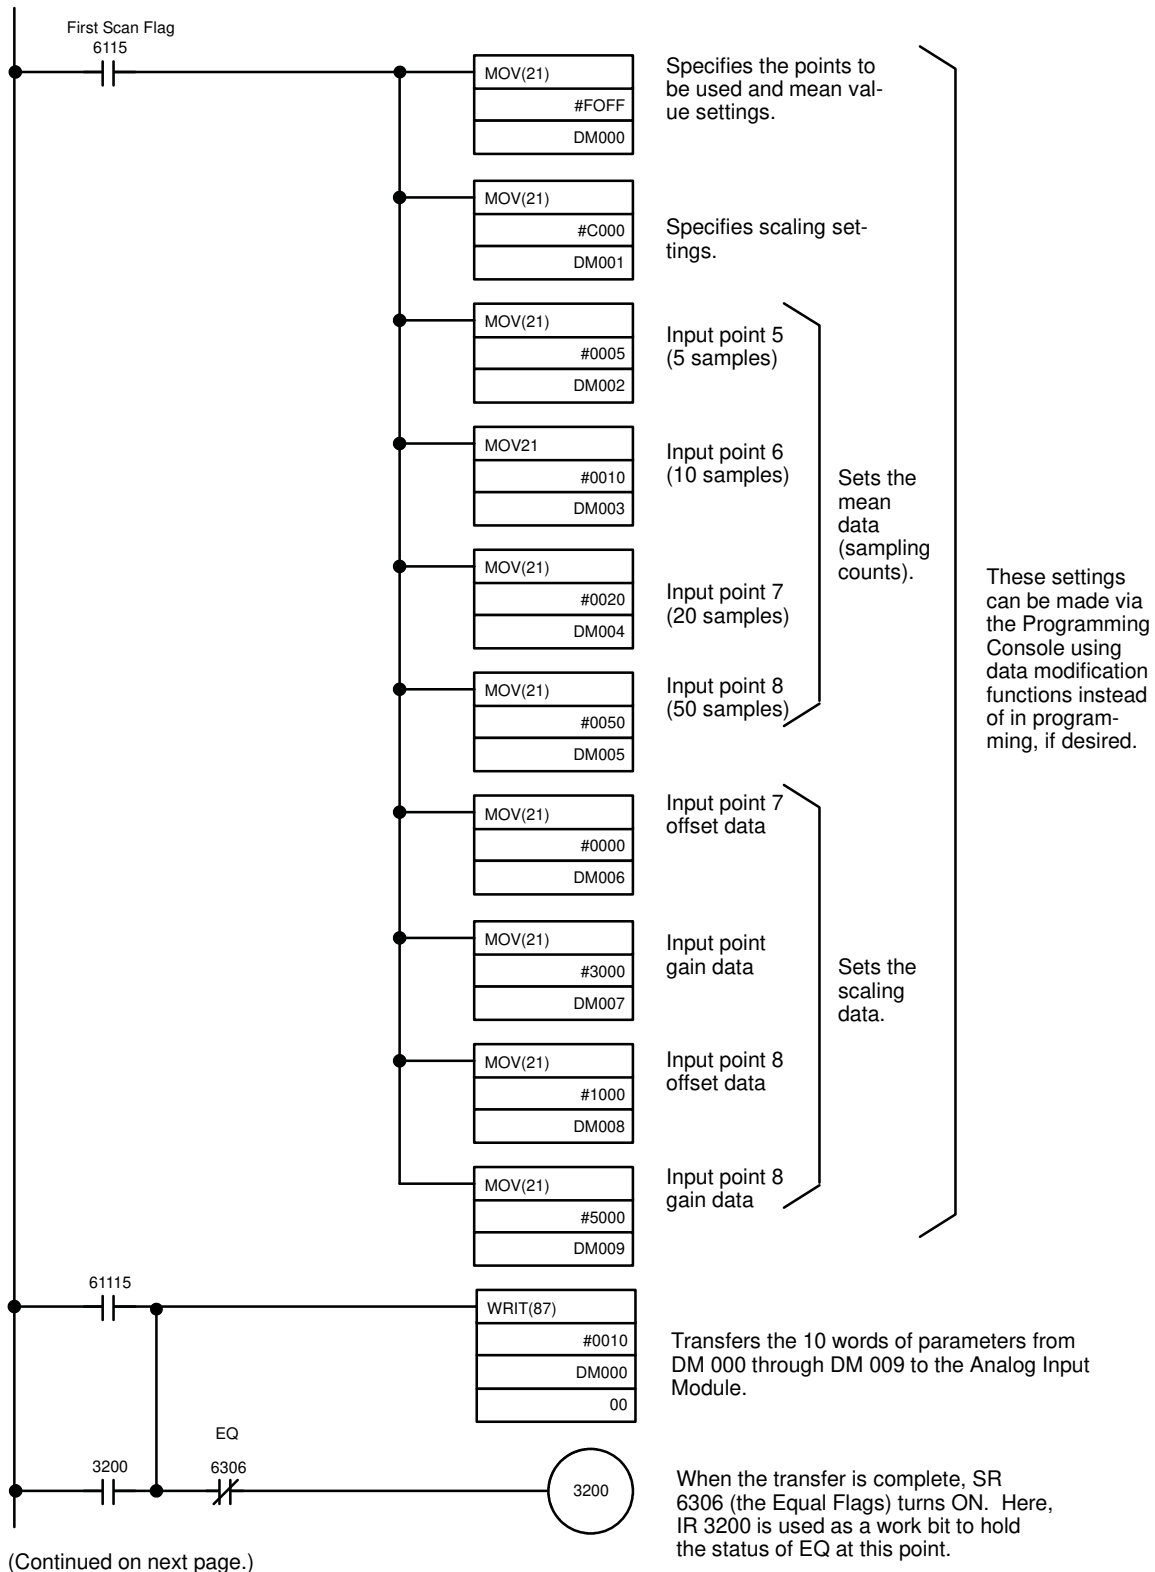 First Scan Flag
6115
MOV(21)
#FOFF
DM000
Specifies the points to
be used and mean val-
ue settings.
MOV(21)
#C000
DM001
Specifies scaling set-
tings.
MOV(21)
#0005
DM002
Input point 5
(5 samples)
MOV21
#0010
DM003
Input point 6
(10 samples)
MOV(21)
#0020
DM004
Input point 7
(20 samples)
MOV(21)
#0050
DM005
Input point 8
(50 samples)
Sets the
mean
data
(sampling
counts).
MOV(21)
#0000
DM006
Input point 7
offset data
MOV(21)
#3000
DM007
Input point
gain data
MOV(21)
#1000
DM008
Input point 8
offset data
MOV(21)
#5000
DM009
Input point 8
gain data
Sets the
scaling
data.
These settings
can be made via
the Programming
Console using
data modification
functions instead
of in program-
ming, if desired.
61115
WRIT(87)
#0010
DM000
00
Transfers the 10 words of parameters from
DM 000 through DM 009 to the Analog Input
Module.
3200
EQ
6306
3200
When the transfer is complete, SR
6306 (the Equal Flags) turns ON. Here,
IR 3200 is used as a work bit to hold
the status of EQ at this point.
(Continued on next page.)